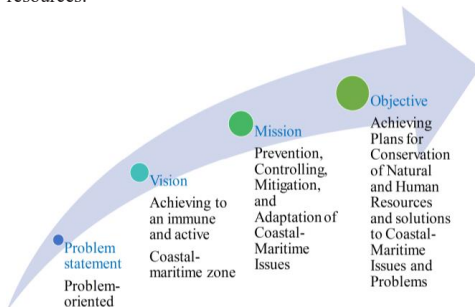 resources.
Problem
statement
Problem-
oriented
Vision
Achieving to
an immune
and active
Coastal-
maritime zone
Mission
Prevention,
Controlling,
Mitigation,
and
Adaptation of
Coastal-
Maritime
Issues
Objective
Achieving
Plans for
Conservation
of Natural
and Human
Resources
and solutions
to Coastal-
Maritime
Issues and
Problems